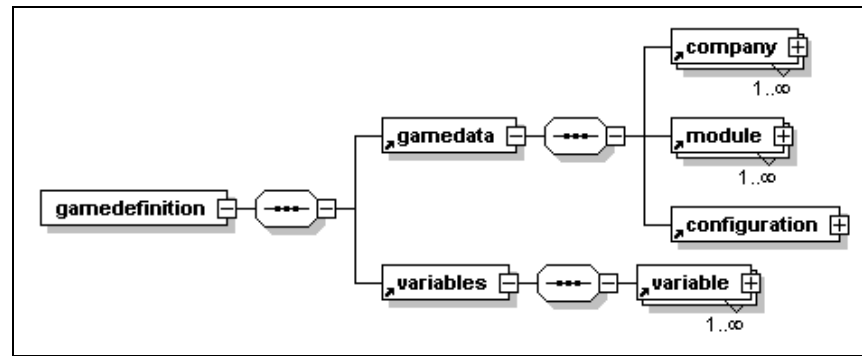 company
1..∞
gamedata
module
1..∞
gamedefinition
configuration
variables
variable
1..∞